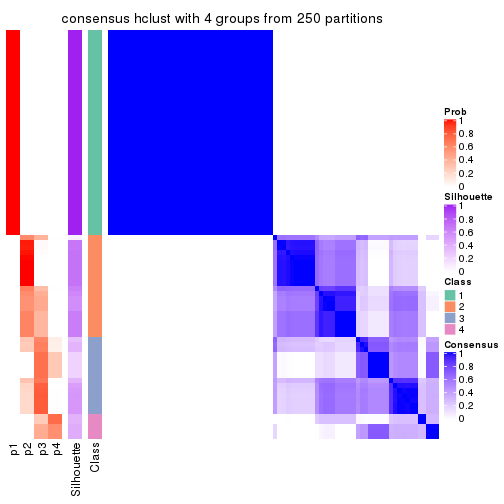 consensus hclust with 4 groups from 250 partitions
Prob
1
0.8
0.6
0.4
0.2
0
Silhouette
1
0.8
0.6
0.4
0.2
0
Class
1
2
3
4
Consensus
1
0.8
0.6
0.4
0.2
0
p1
p2
p3
p4
Silhouette
Class